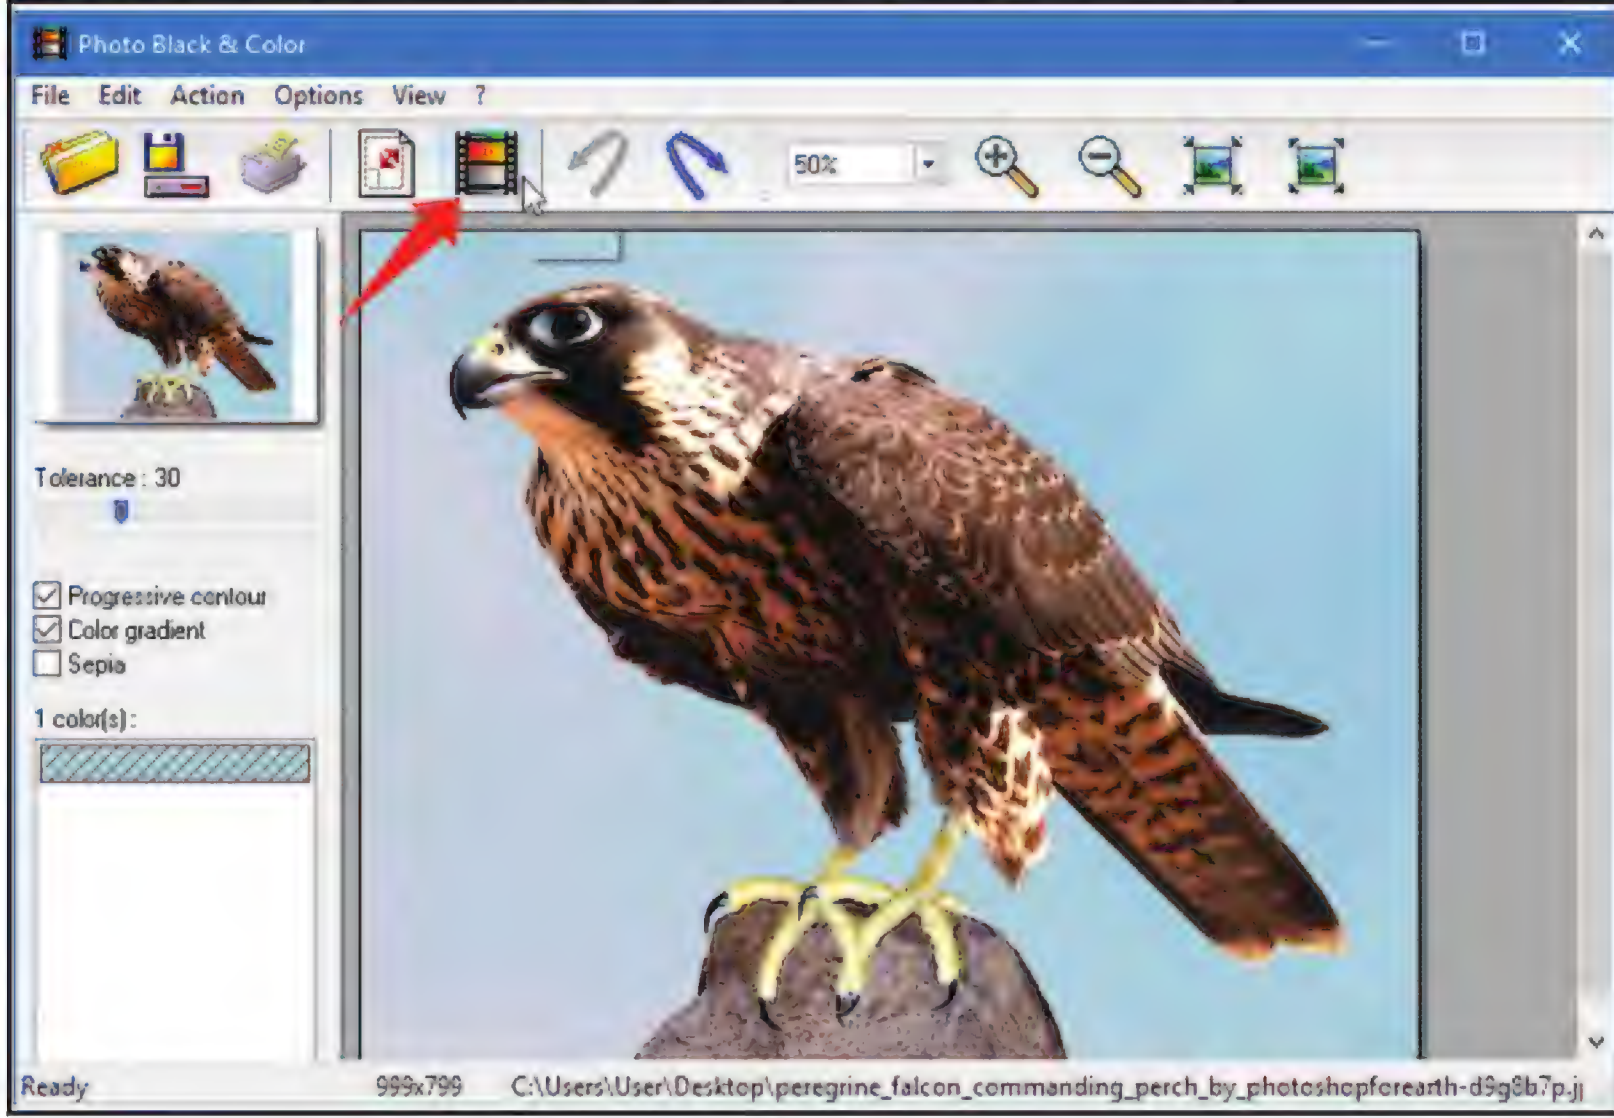 Photo Black & Color
File Edit Action Options View ?
50%
Tolerance : 30
Progressive contour
Color gradient
Sepia
1 color(s) :
Ready 999x799 C:\Users\User\Desktop\peregrine_falcon_commanding_perch_by_photoshopforearth-d9g8b7p.jj